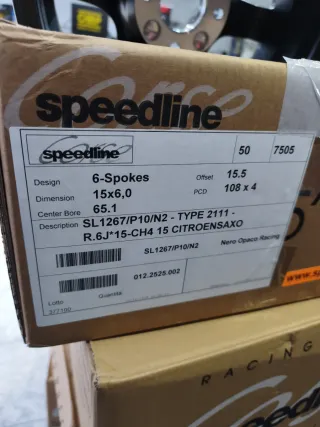 Corse
speedline
Corse
speedline
50 7505
Design 6-Spokes Offset 15.5
Dimension 15x6,0 PCD 108 x 4
Center Bore 65.1
Description SL1267/P10/N2 - TYPE 2111 -
R.6J*15-CH4 15 CITROENSAXO
SL1267/P10/N2 Nero Opaco Racing
012.2525.002
Quantità
Lotto
RACING